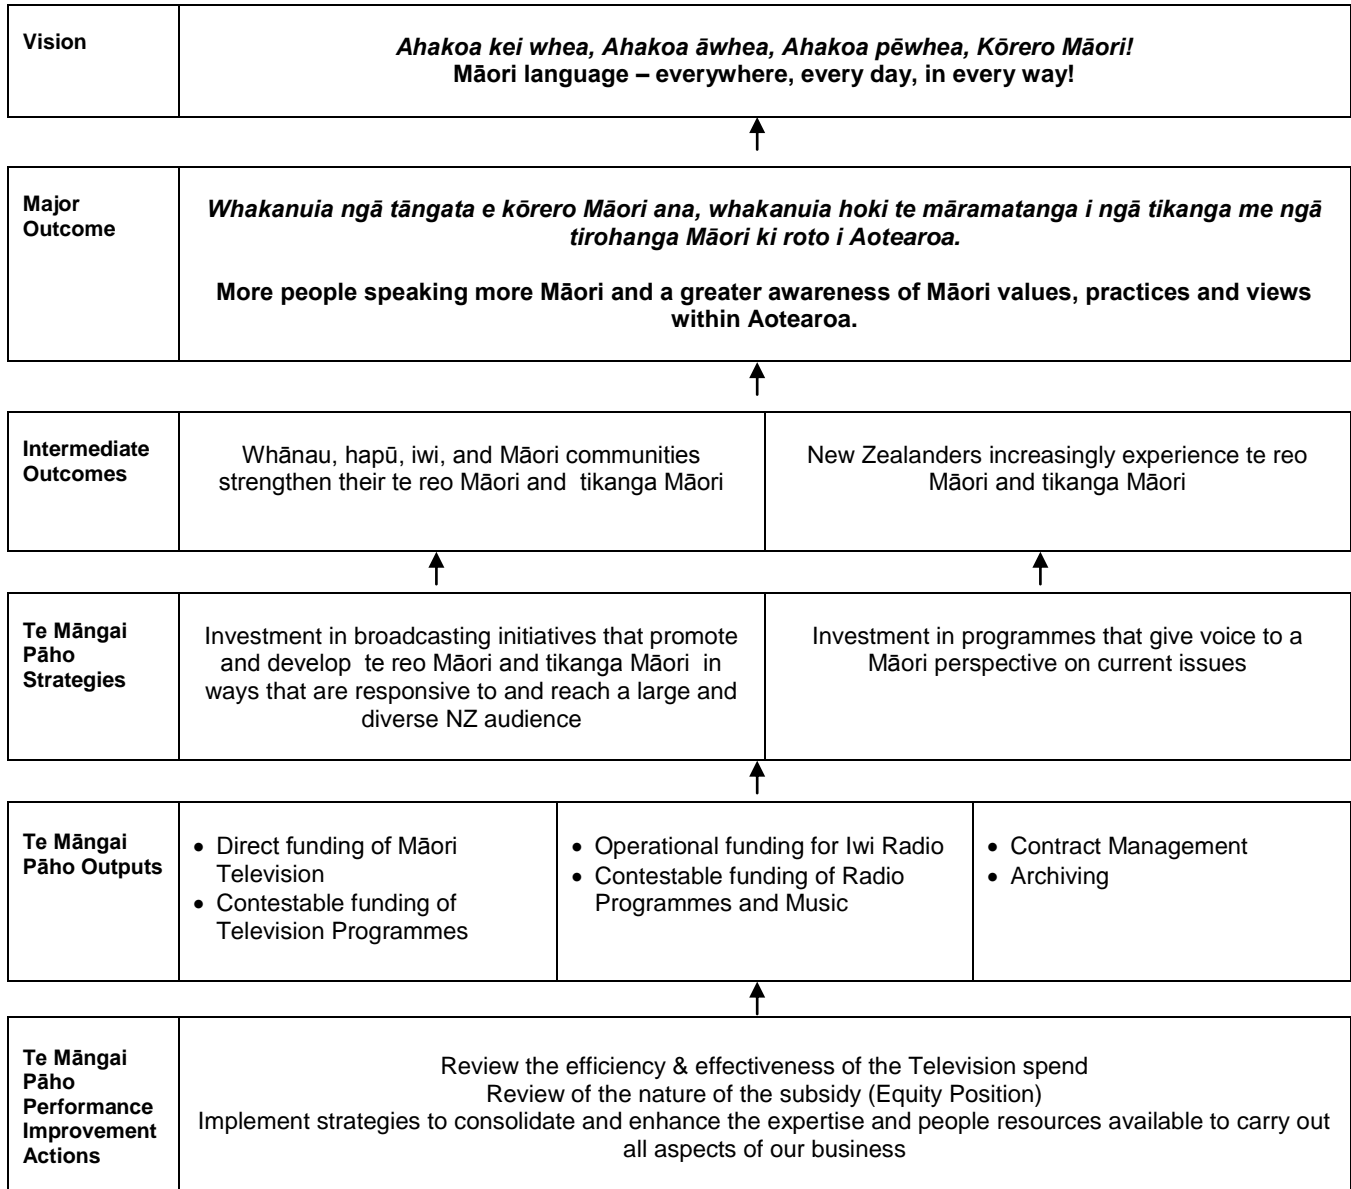 Vision
Ahakoa kei whea, Ahakoa āwhea, Ahakoa pēwhea, Kōrero Māori!
Māori language – everywhere, every day, in every way!
Major
Outcome
Whakanuia ngā tāngata e kōrero Māori ana, whakanuia hoki te māramatanga i ngā tikanga me ngā
tirohanga Māori ki roto i Aotearoa.
More people speaking more Māori and a greater awareness of Māori values, practices and views
within Aotearoa.
Intermediate
Outcomes
Whānau, hapū, iwi, and Māori communities
strengthen their te reo Māori and tikanga Māori
New Zealanders increasingly experience te reo
Māori and tikanga Māori
Te Māngai
Pāho
Strategies
Investment in broadcasting initiatives that promote
and develop te reo Māori and tikanga Māori in
ways that are responsive to and reach a large and
diverse NZ audience
Investment in programmes that give voice to a
Māori perspective on current issues
Te Māngai
Pāho Outputs
• Direct funding of Māori
Television
• Contestable funding of
Television Programmes
• Operational funding for Iwi Radio
• Contestable funding of Radio
Programmes and Music
• Contract Management
• Archiving
Te Māngai
Pāho
Performance
Improvement
Actions
Review the efficiency & effectiveness of the Television spend
Review of the nature of the subsidy (Equity Position)
Implement strategies to consolidate and enhance the expertise and people resources available to carry out
all aspects of our business